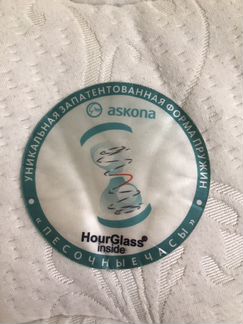 УНИКАЛЬНАЯ ЗАПАТЕНТОВАННАЯ ФОРМА ПРУЖИН
askona
HourGlass®
inside
• «ПЕСОЧНЫЕ ЧАСЫ» •